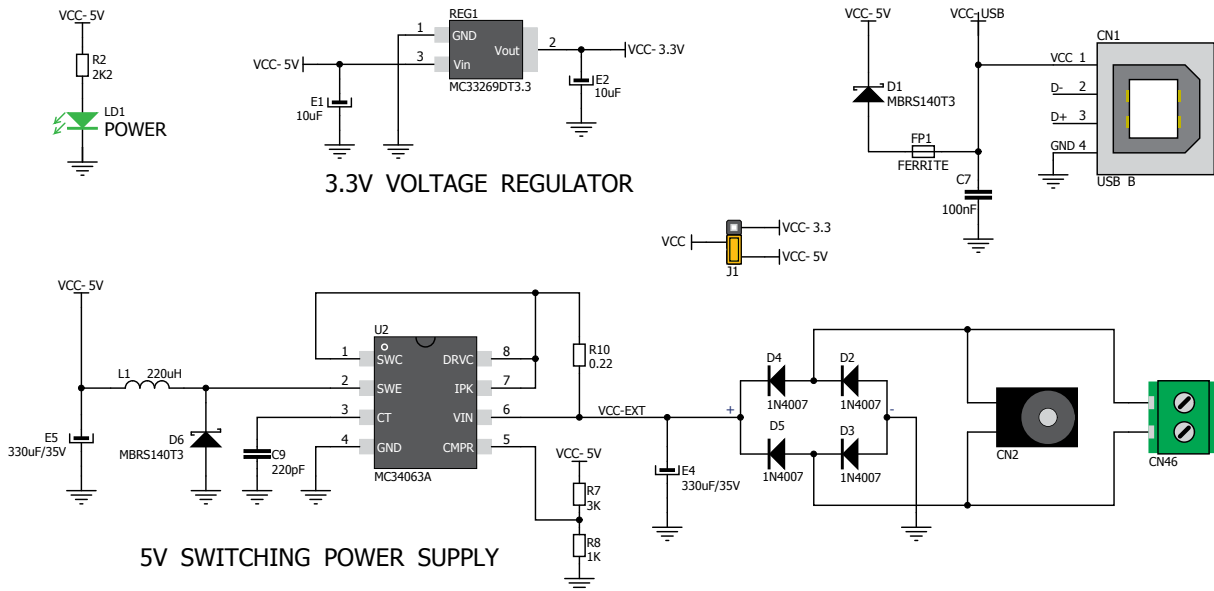 VCC-5V
R2
2K2
LD1
POWER
REG1
1
GND
Vout
2
VCC-3.3V
VCC-5V
3
Vin
MC33269DT3.3
E1
10uF
E2
10uF
3.3V VOLTAGE REGULATOR
VCC-5V
VCC-USB
CN1
D1
MBRS140T3
VCC 1
D- 2
D+ 3
GND 4
USB B
FP1
FERRITE
C7
100nF
VCC
VCC-3.3
VCC-5V
J1
VCC-5V
L1 220uH
E5
330uF/35V
D6
MBRS140T3
C9
220pF
U2
1
SWC
DRVC
8
2
SWE
IPK
7
3
CT
VIN
6
4
GND
CMPR
5
MC34063A
R10
0.22
VCC-EXT
VCC-5V
R7
3K
R8
1K
E4
330uF/35V
D4
1N4007
D2
1N4007
+
-
D5
1N4007
D3
1N4007
CN2
CN46
5V SWITCHING POWER SUPPLY